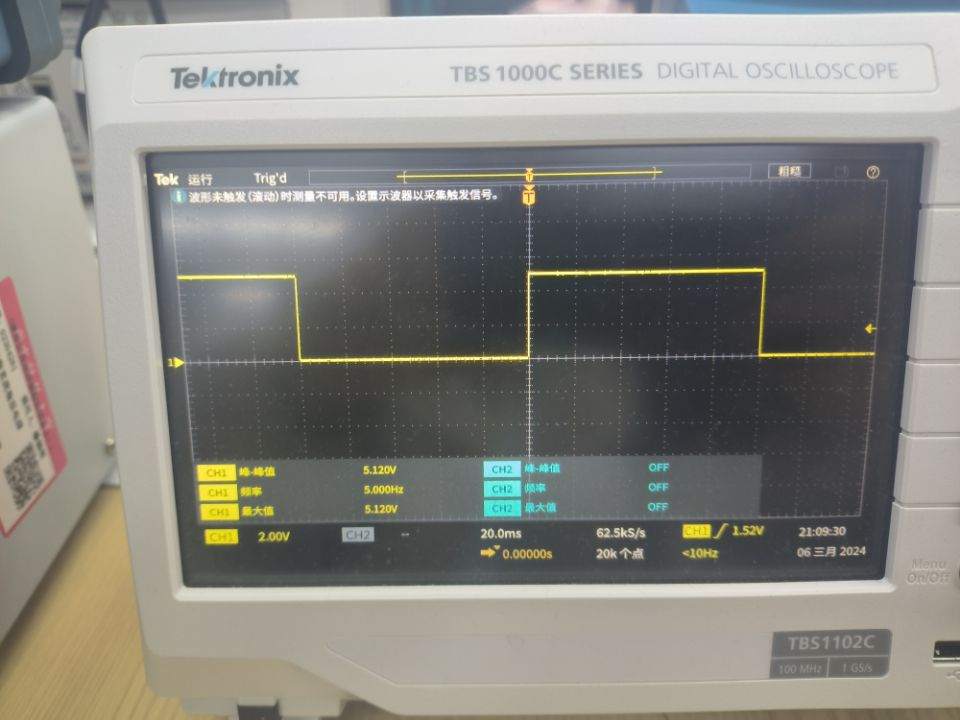 Tektronix
TBS 1000C SERIES DIGITAL OSCILLOSCOPE
Tek 运行 Trig'd 粗糙
波形未触发(滚动)时测量不可用。设置示波器以采集触发信号。
CH1 峰-峰值 5.120V CH2 峰-峰值 OFF
CH1 频率 5.000Hz CH2 频率 OFF
CH1 最大值 5.120V CH2 最大值 OFF
CH1 2.00V CH2 -- 20.0ms 62.5kS/s CH1 1.52V 21:09:30
0.00000s 20k 个点 <10Hz 06 三月 2024
Menu
On/Off
TBS1102C
100 MHz 1 GS/s